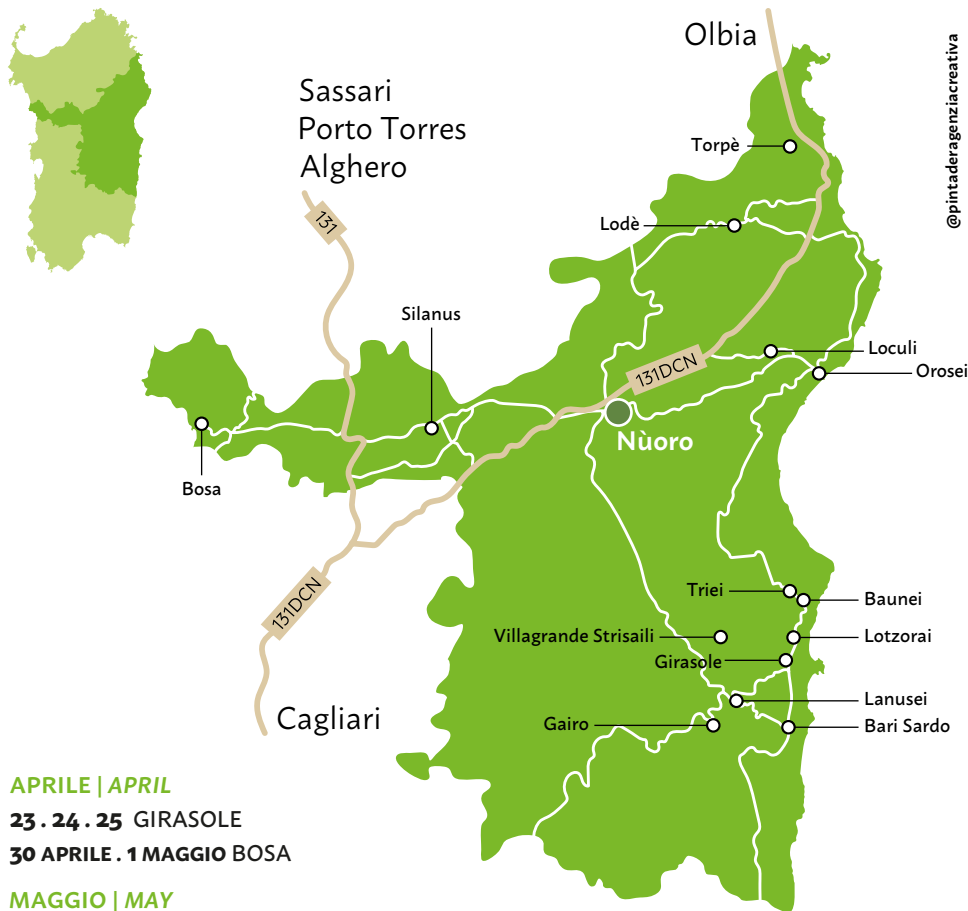 Olbia
@pintaderagenziacreativa
Sassari
Porto Torres
Alghero
Torpè
131
Lodè
Silanus
Loculi
131DCN
Orosei
Nùoro
Bosa
Triei
Baunei
131DCN
Villagrande Strisaili
Lotzorai
Girasole
Lanusei
Cagliari
Gairo
Bari Sardo
APRILE | APRIL
23 . 24 . 25 GIRASOLE
30 APRILE . 1 MAGGIO BOSA
MAGGIO | MAY